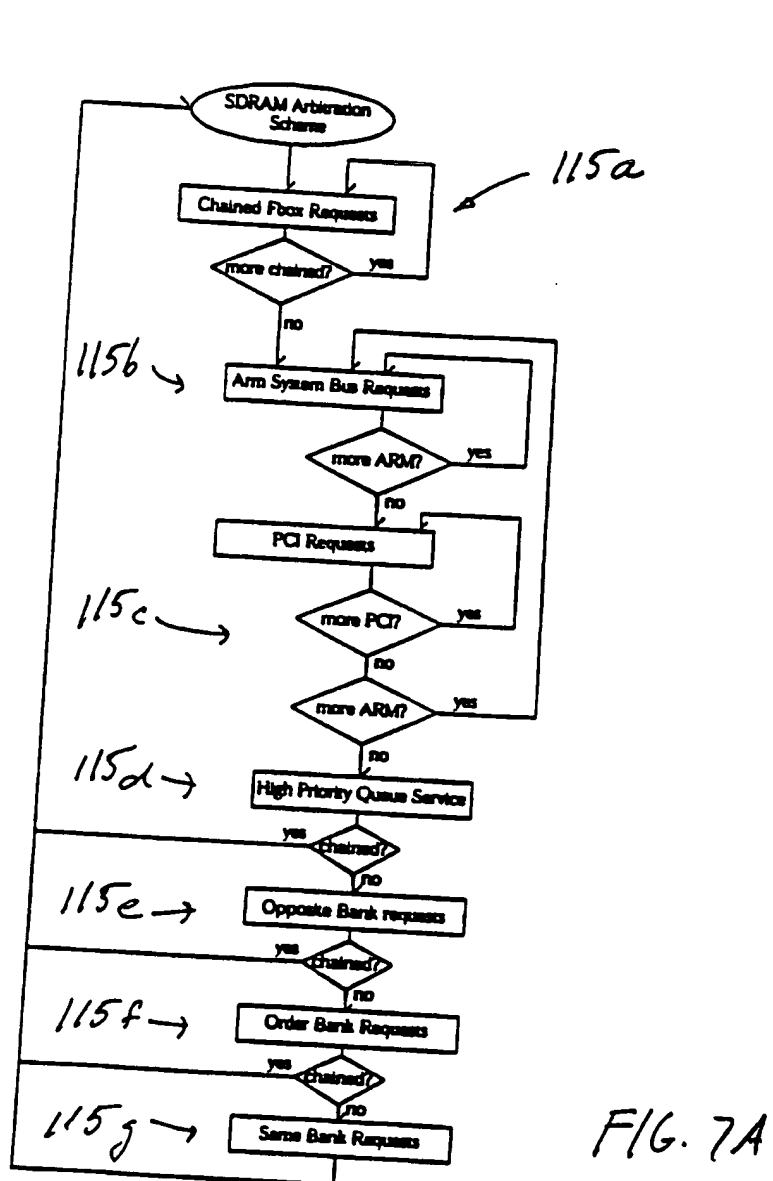 SDRAM Arbitration
Scheme
115a
Chained Fbox Requests
more chained?
yes
no
115b
Arm System Bus Requests
more ARM?
yes
no
PCI Requests
115c
more PCI?
yes
no
more ARM?
yes
no
115d
High Priority Queue Service
yes
chained?
no
115e
Opposite Bank requests
yes
chained?
no
115f
Order Bank Requests
yes
chained?
no
115g
Same Bank Requests
FIG. 7A